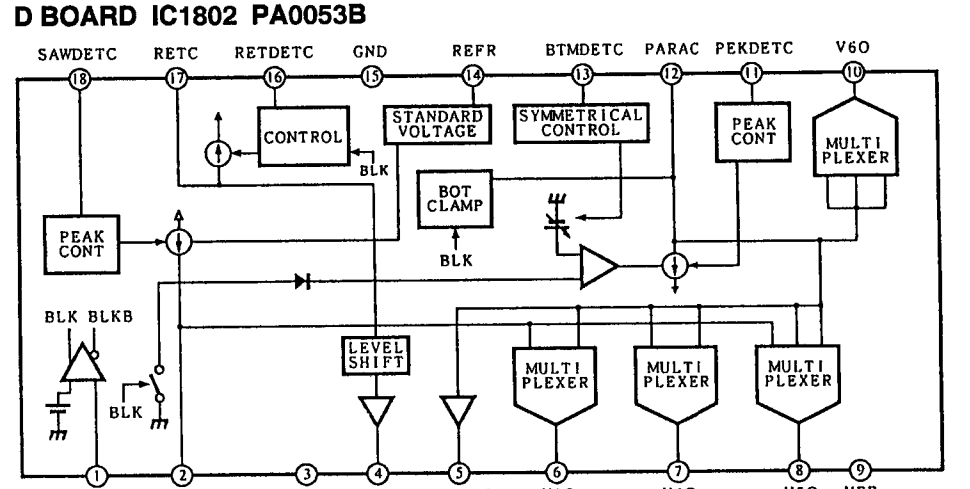 D BOARD IC1802 PA0053B
SAWDETC RETC RETDETC GND REFR BTMDETC PARAC PEKDETC V6O
18 17 16 15 14 13 12 11 10
CONTROL
STANDARD
VOLTAGE
SYMMETRICAL
CONTROL
PEAK
CONT
MULTI
PLEXER
BLK
BOT
CLAMP
BLK
PEAK
CONT
BLK BLKB
LEVEL
SHIFT
MULTI
PLEXER
MULTI
PLEXER
MULTI
PLEXER
BLK
1 2 3 4 5 6 7 8 9